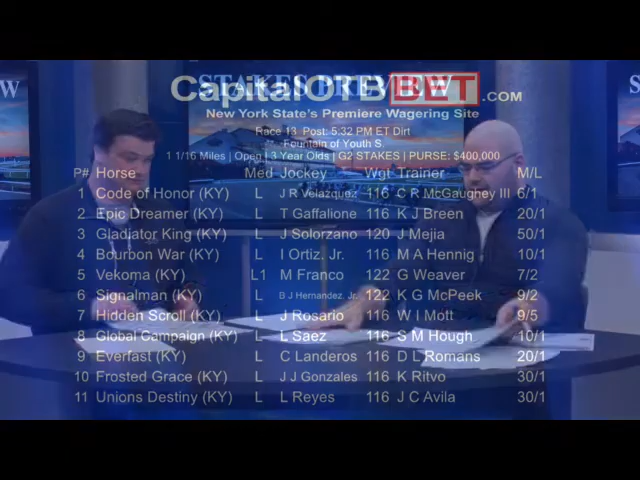 STAKES PREVIEW
W
CapitalOTBBET.COM
New York State's Premiere Wagering Site
Race 13 Post: 5:32 PM ET Dirt
Fountain of Youth S.
1 1/16 Miles | Open | 3 Year Olds | G2 STAKES | PURSE: $400,000
P# Horse Med Jockey Wgt Trainer M/L
1 Code of Honor (KY) L J R Velazquez 116 C R McGaughey III 6/1
2 Epic Dreamer (KY) L T Gaffalione 116 K J Breen 20/1
3 Gladiator King (KY) L J Solorzano 120 J Mejia 50/1
4 Bourbon War (KY) L I Ortiz, Jr. 116 M A Hennig 10/1
5 Vekoma (KY) L1 M Franco 122 G Weaver 7/2
6 Signalman (KY) L B J Hernandez, Jr. 122 K G McPeek 9/2
7 Hidden Scroll (KY) L J Rosario 116 W I Mott 9/5
8 Global Campaign (KY) L L Saez 116 S M Hough 10/1
9 Everfast (KY) L C Landeros 116 D L Romans 20/1
10 Frosted Grace (KY) L J J Gonzales 116 K Ritvo 30/1
11 Unions Destiny (KY) L L Reyes 116 J C Avila 30/1